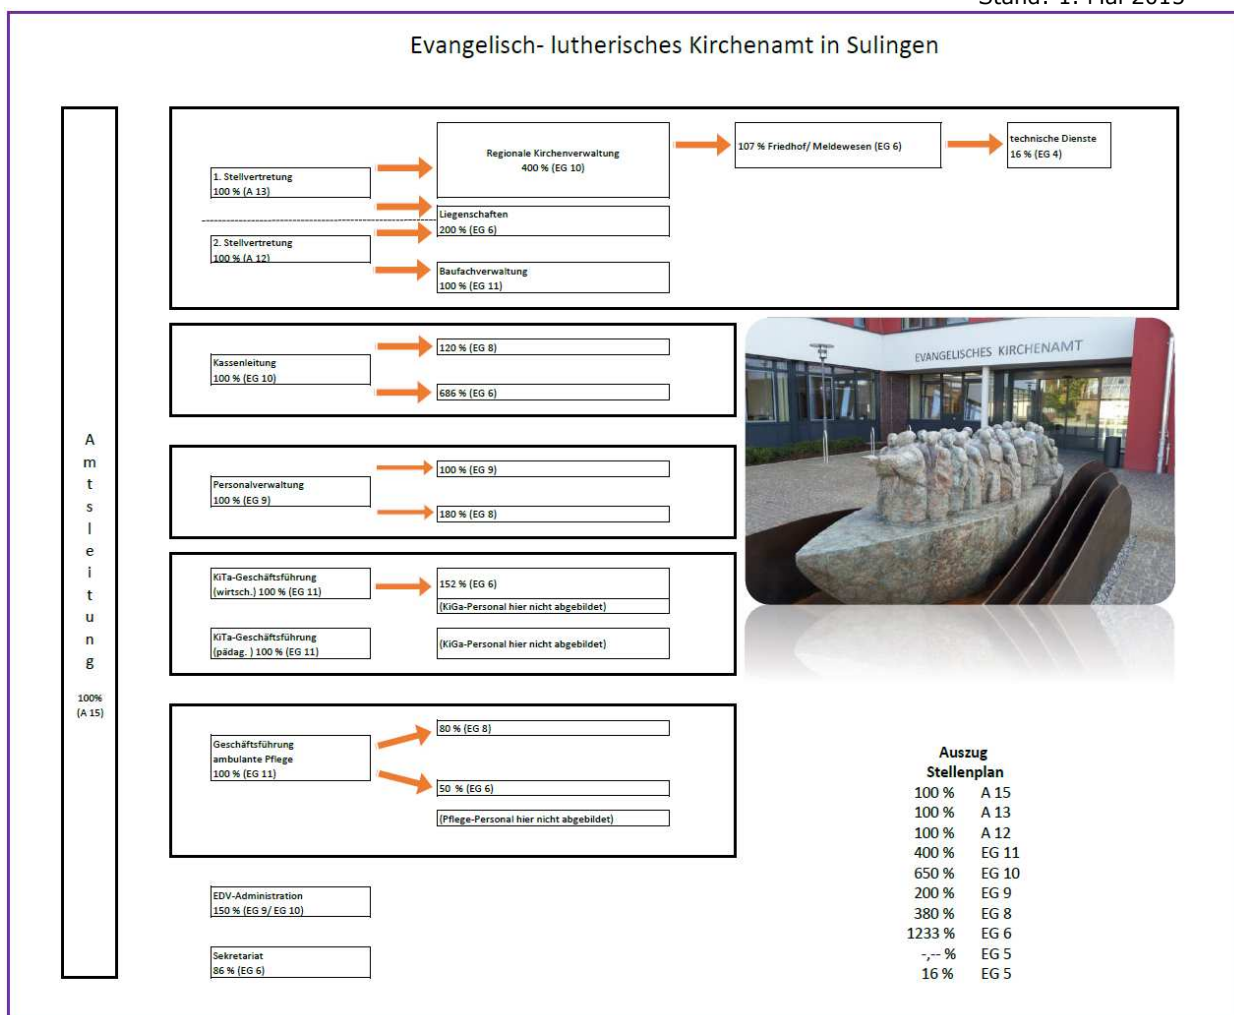 Stand: 1. Mai 2015
Evangelisch- lutherisches Kirchenamt in Sulingen
Amtsleitung
100%
(A 15)
1. Stellvertretung
100 % (A 13)
2. Stellvertretung
100 % (A 12)
Regionale Kirchenverwaltung
400 % (EG 10)
107 % Friedhof/ Meldewesen (EG 6)
technische Dienste
16 % (EG 4)
Liegenschaften
200 % (EG 6)
Baufachverwaltung
100 % (EG 11)
Kassenleitung
100 % (EG 10)
120 % (EG 8)
686 % (EG 6)
EVANGELISCHES KIRCHENAMT
Personalverwaltung
100 % (EG 9)
100 % (EG 9)
180 % (EG 8)
KiTa-Geschäftsführung
(wirtsch.) 100 % (EG 11)
152 % (EG 6)
(KiGa-Personal hier nicht abgebildet)
KiTa-Geschäftsführung
(pädag. ) 100 % (EG 11)
(KiGa-Personal hier nicht abgebildet)
Geschäftsführung
ambulante Pflege
100 % (EG 11)
80 % (EG 8)
50 % (EG 6)
(Pflege-Personal hier nicht abgebildet)
EDV-Administration
150 % (EG 9/ EG 10)
Sekretariat
86 % (EG 6)
Auszug
Stellenplan
100 % A 15
100 % A 13
100 % A 12
400 % EG 11
650 % EG 10
200 % EG 9
380 % EG 8
1233 % EG 6
-,-- % EG 5
16 % EG 5